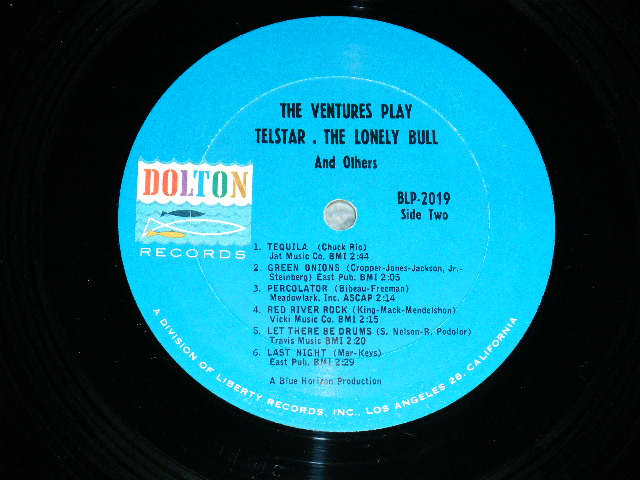 THE VENTURES PLAY
TELSTAR . THE LONELY BULL
And Others
DOLTON
RECORDS
BLP-2019
Side Two
1. TEQUILA (Chuck Rio)
Jat Music Co. BMI 2:44
2. GREEN ONIONS (Cropper-Jones-Jackson, Jr.-
Steinberg) East Pub. BMI 2:05
3. PERCOLATOR (Bibeau-Freeman)
Meadowlark, Inc. ASCAP 2:14
4. RED RIVER ROCK (King-Mack-Mendelshon)
Vicki Music Co. BMI 2:15
5. LET THERE BE DRUMS (S. Nelson-R. Podolor)
Travis Music BMI 2:20
6. LAST NIGHT (Mar-Keys)
East Pub. BMI 2:29
A Blue Horizon Production
A DIVISION OF LIBERTY RECORDS, INC., LOS ANGELES 28, CALIFORNIA